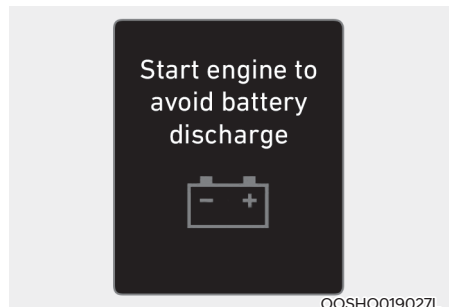 Start engine to
avoid battery
discharge
- +
OOSHO019027L